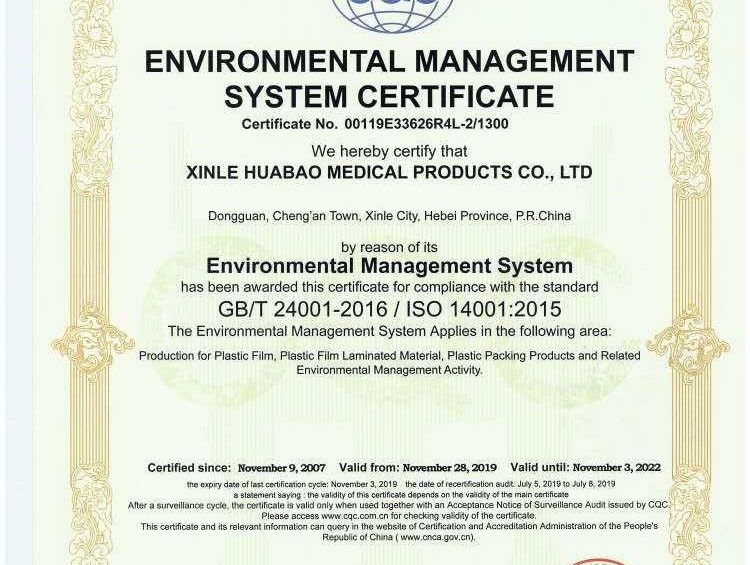 ENVIRONMENTAL MANAGEMENT
SYSTEM CERTIFICATE
Certificate No. 00119E33626R4L-2/1300
We hereby certify that
XINLE HUABAO MEDICAL PRODUCTS CO., LTD
Dongguan, Cheng'an Town, Xinle City, Hebei Province, P.R.China
by reason of its
Environmental Management System
has been awarded this certificate for compliance with the standard
GB/T 24001-2016 / ISO 14001:2015
The Environmental Management System Applies in the following area:
Production for Plastic Film, Plastic Film Laminated Material, Plastic Packing Products and Related
Environmental Management Activity.
Certified since: November 9, 2007 Valid from: November 28, 2019 Valid until: November 3, 2022
the expiry date of last certification cycle: November 3, 2019 the date of recertification audit: July 5, 2019 to July 8, 2019
a statement saying : the validity of this certificate depends on the validity of the main certificate
After a surveillance cycle, the certificate is valid only when used together with an Acceptance Notice of Surveillance Audit issued by CQC.
Please access www.cqc.com.cn for checking validity of the certificate.
This certificate and its relevant information can query in the website of Certification and Accreditation Administration of the People's
Republic of China ( www.cnca.gov.cn).